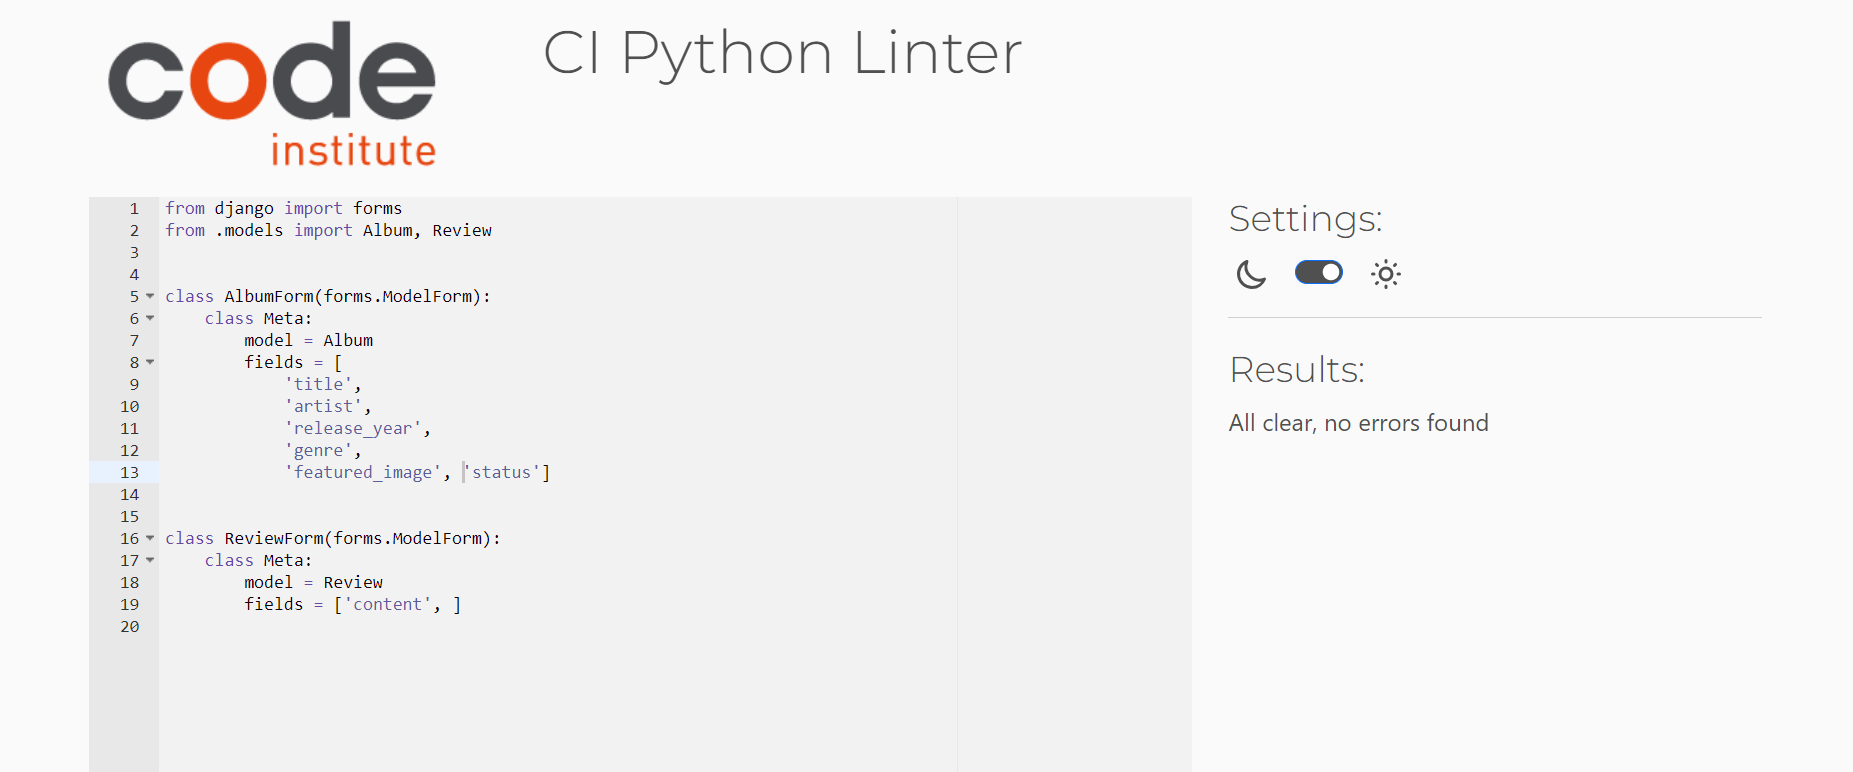 code
institute
CI Python Linter
1 from django import forms
2 from .models import Album, Review
3
4
5 class AlbumForm(forms.ModelForm):
6     class Meta:
7         model = Album
8         fields = [
9             'title',
10             'artist',
11             'release_year',
12             'genre',
13             'featured_image', 'status']
14
15
16 class ReviewForm(forms.ModelForm):
17     class Meta:
18         model = Review
19         fields = ['content', ]
20
Settings:
Results:
All clear, no errors found